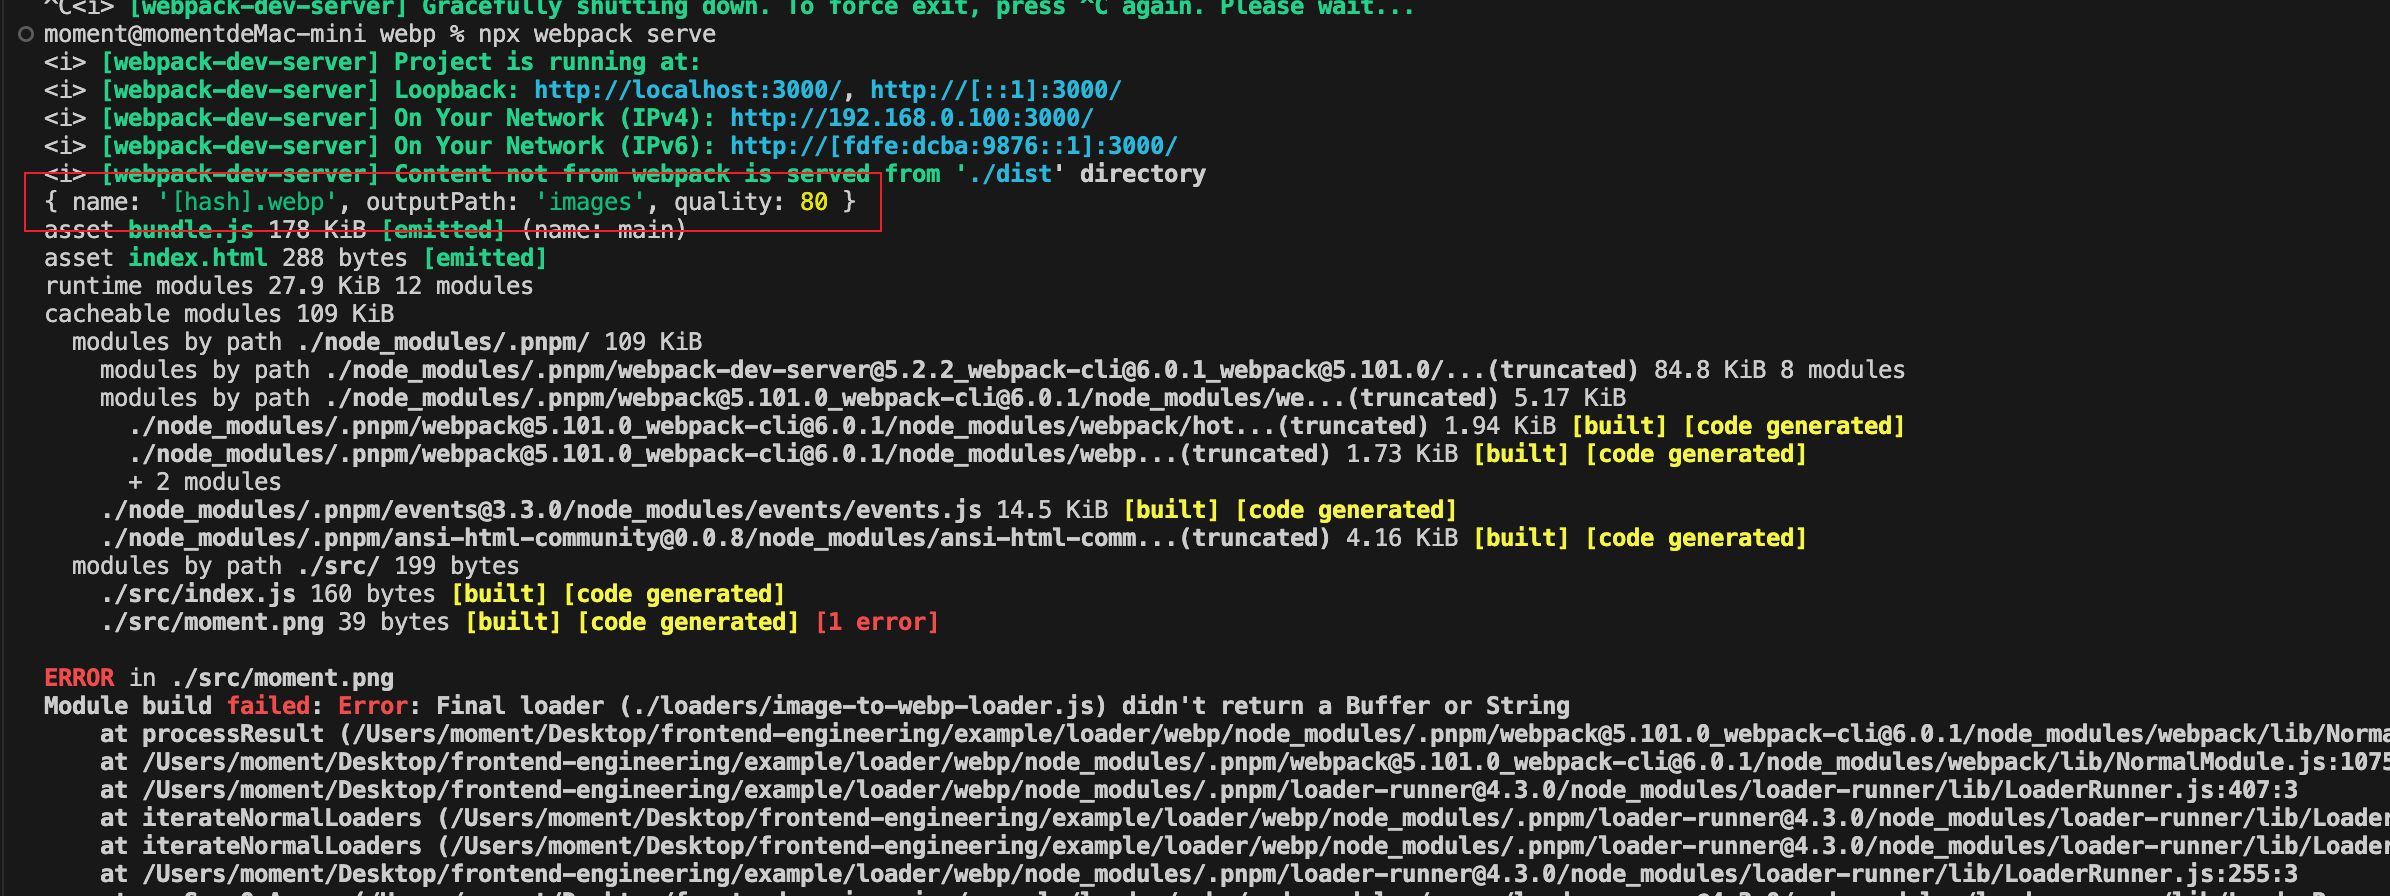 ^C<i> [webpack-dev-server] Gracefully shutting down. To force exit, press ^C again. Please wait...
moment@momentdeMac-mini webp % npx webpack serve
<i> [webpack-dev-server] Project is running at:
<i> [webpack-dev-server] Loopback: http://localhost:3000/, http://[::1]:3000/
<i> [webpack-dev-server] On Your Network (IPv4): http://192.168.0.100:3000/
<i> [webpack-dev-server] On Your Network (IPv6): http://[fdfe:dcba:9876::1]:3000/
<i> [webpack-dev-server] Content not from webpack is served from './dist' directory
{ name: '[hash].webp', outputPath: 'images', quality: 80 }
asset bundle.js 178 KiB [emitted] (name: main)
asset index.html 288 bytes [emitted]
runtime modules 27.9 KiB 12 modules
cacheable modules 109 KiB
modules by path ./node_modules/.pnpm/ 109 KiB
modules by path ./node_modules/.pnpm/webpack-dev-server@5.2.2_webpack-cli@6.0.1_webpack@5.101.0/...(truncated) 84.8 KiB 8 modules
modules by path ./node_modules/.pnpm/webpack@5.101.0_webpack-cli@6.0.1/node_modules/we...(truncated) 5.17 KiB
./node_modules/.pnpm/webpack@5.101.0_webpack-cli@6.0.1/node_modules/webpack/hot...(truncated) 1.94 KiB [built] [code generated]
./node_modules/.pnpm/webpack@5.101.0_webpack-cli@6.0.1/node_modules/webp...(truncated) 1.73 KiB [built] [code generated]
+ 2 modules
./node_modules/.pnpm/events@3.3.0/node_modules/events/events.js 14.5 KiB [built] [code generated]
./node_modules/.pnpm/ansi-html-community@0.0.8/node_modules/ansi-html-comm...(truncated) 4.16 KiB [built] [code generated]
modules by path ./src/ 199 bytes
./src/index.js 160 bytes [built] [code generated]
./src/moment.png 39 bytes [built] [code generated] [1 error]
ERROR in ./src/moment.png
Module build failed: Error: Final loader (./loaders/image-to-webp-loader.js) didn't return a Buffer or String
at processResult (/Users/moment/Desktop/frontend-engineering/example/loader/webp/node_modules/.pnpm/webpack@5.101.0_webpack-cli@6.0.1/node_modules/webpack/lib/Norma
at /Users/moment/Desktop/frontend-engineering/example/loader/webp/node_modules/.pnpm/webpack@5.101.0_webpack-cli@6.0.1/node_modules/webpack/lib/NormalModule.js:1075
at /Users/moment/Desktop/frontend-engineering/example/loader/webp/node_modules/.pnpm/loader-runner@4.3.0/node_modules/loader-runner/lib/LoaderRunner.js:407:3
at iterateNormalLoaders (/Users/moment/Desktop/frontend-engineering/example/loader/webp/node_modules/.pnpm/loader-runner@4.3.0/node_modules/loader-runner/lib/Loader
at iterateNormalLoaders (/Users/moment/Desktop/frontend-engineering/example/loader/webp/node_modules/.pnpm/loader-runner@4.3.0/node_modules/loader-runner/lib/Loader
at /Users/moment/Desktop/frontend-engineering/example/loader/webp/node_modules/.pnpm/loader-runner@4.3.0/node_modules/loader-runner/lib/LoaderRunner.js:255:3